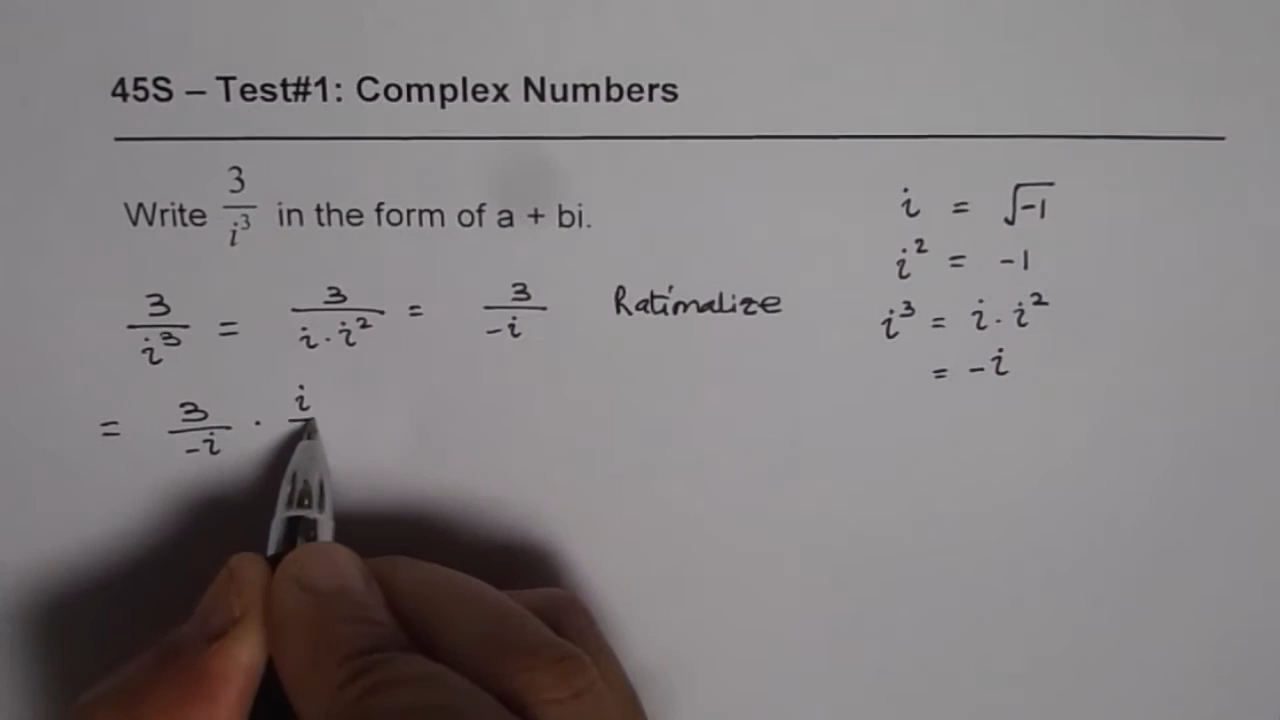 45S – Test#1: Complex Numbers
Write 3/i³ in the form of a + bi.
3/i³ = 3/(i · i²) = 3/-i Rationalize
= 3/-i · i
i = √-1
i² = -1
i³ = i · i²
= -i